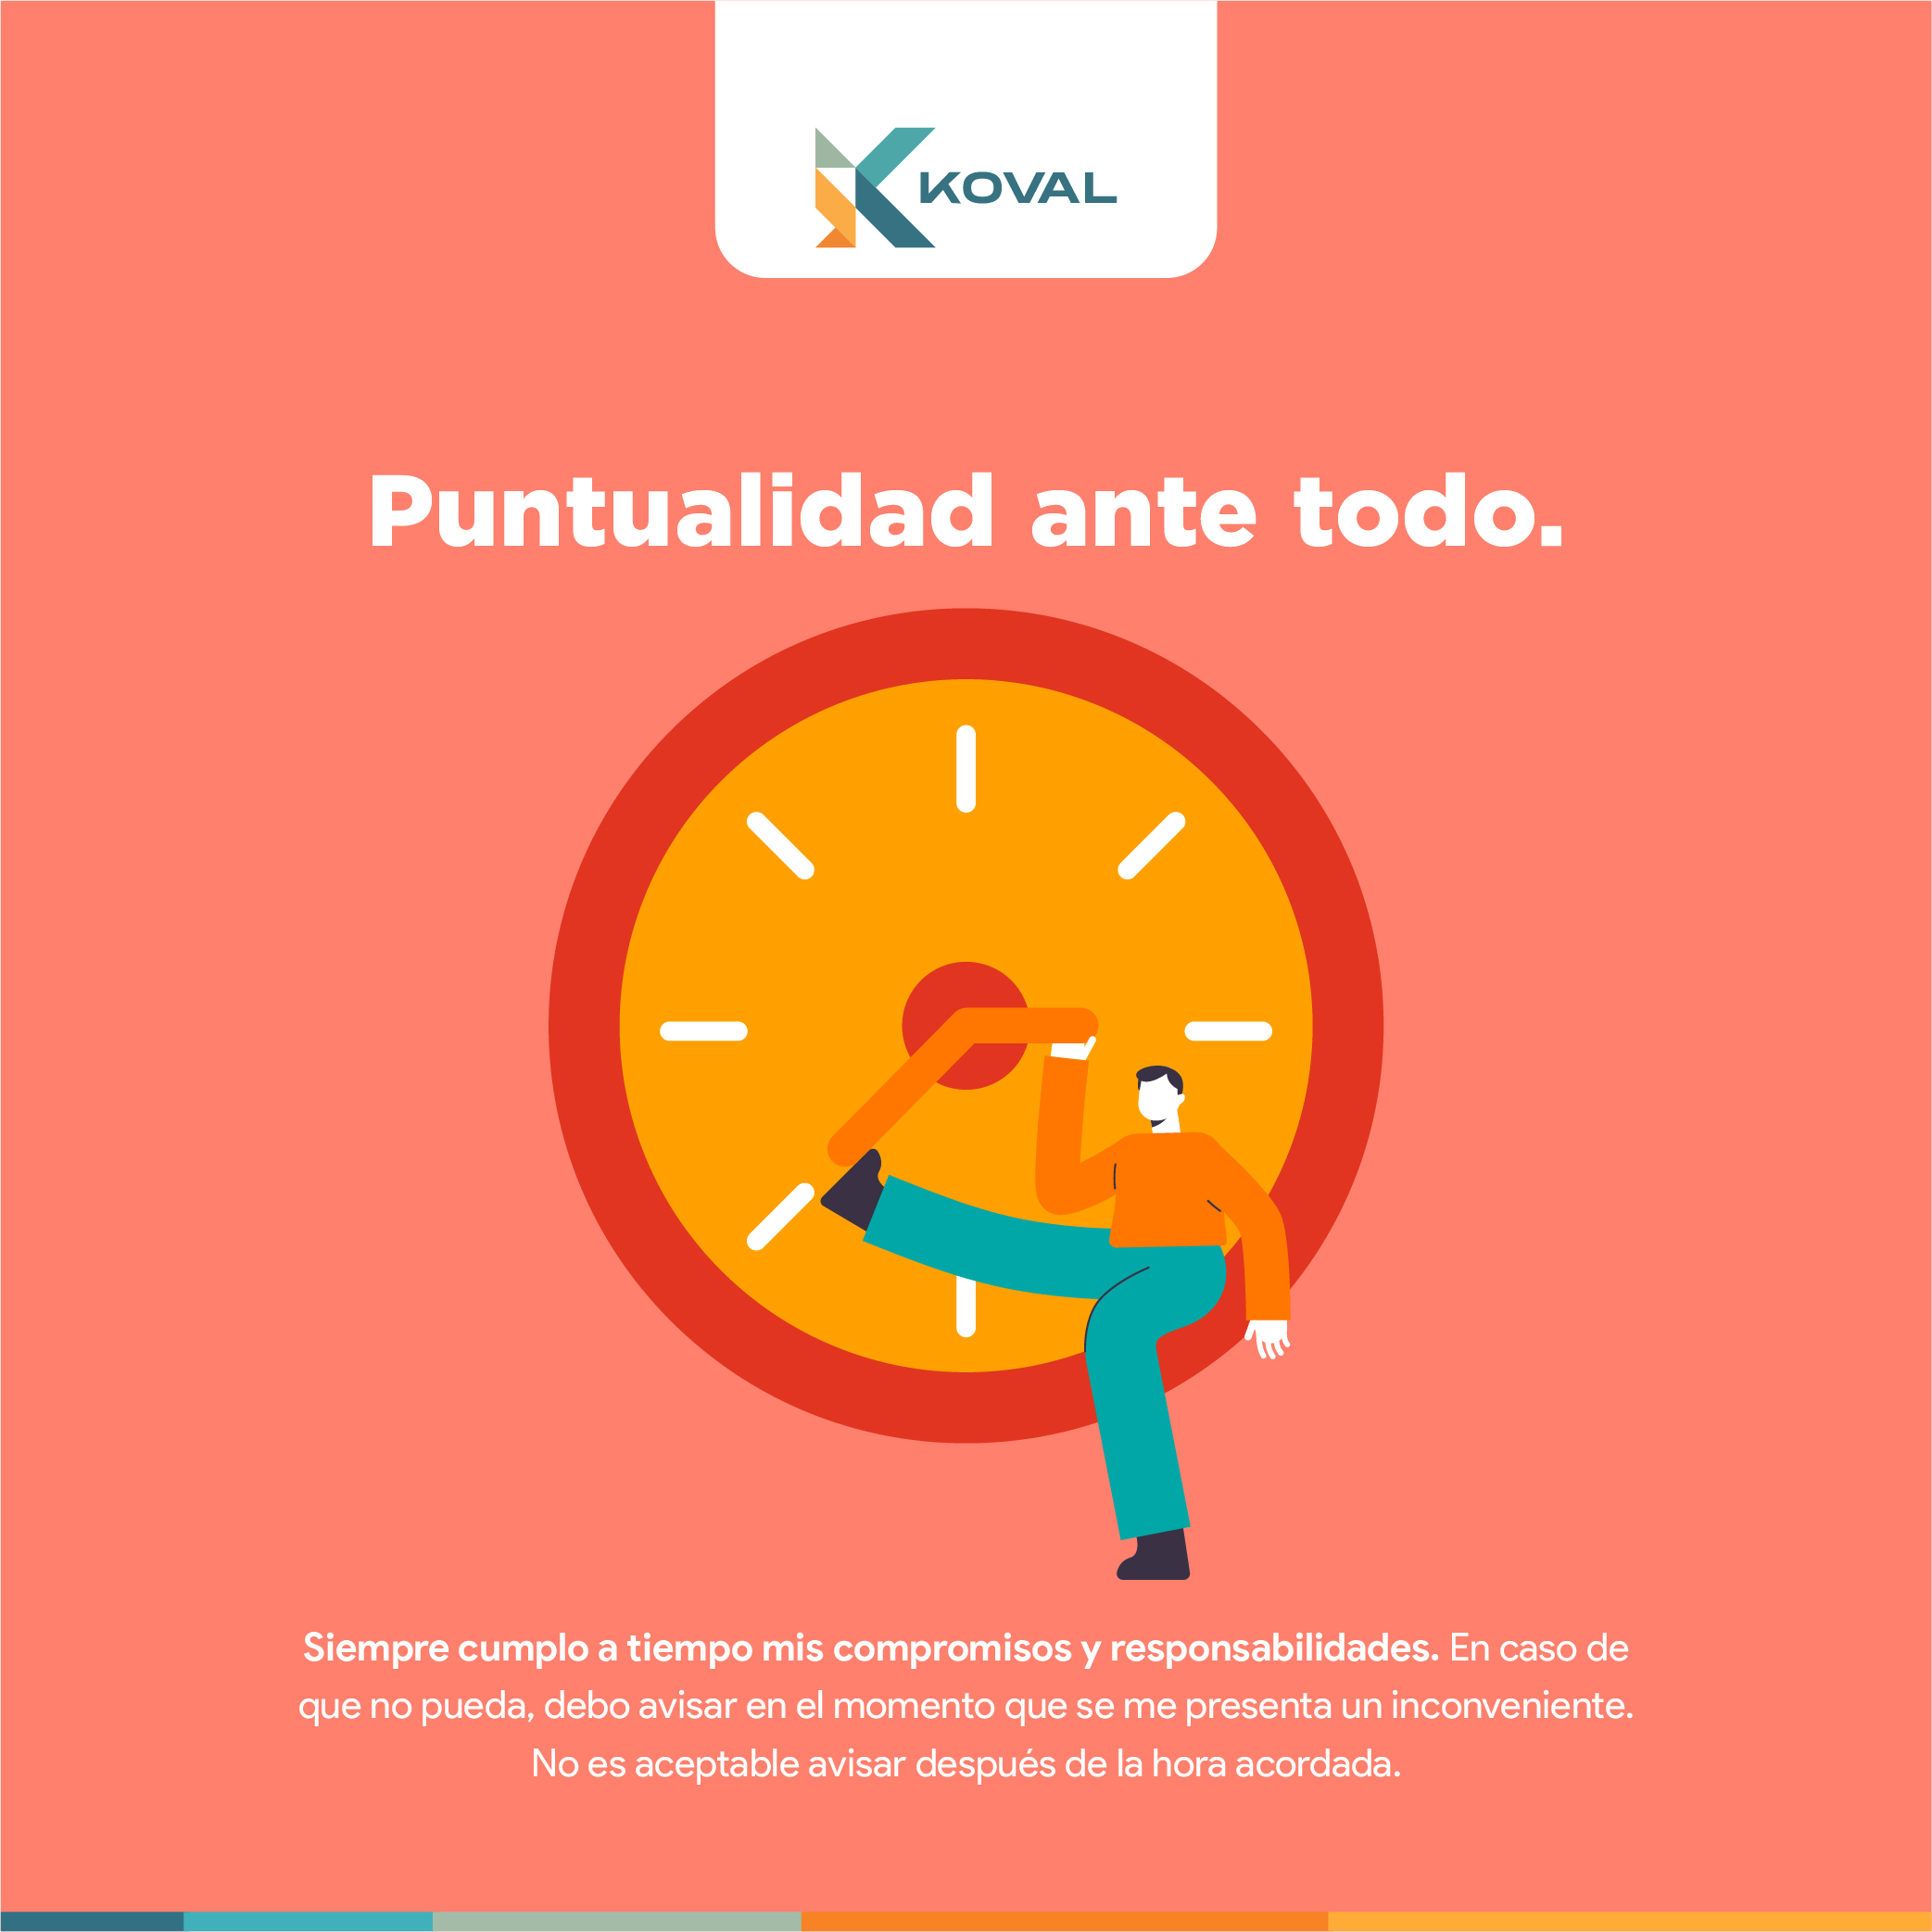 KOVAL
Puntualidad ante todo.
Siempre cumplo a tiempo mis compromisos y responsabilidades. En caso de
que no pueda, debo avisar en el momento que se me presenta un inconveniente.
No es aceptable avisar después de la hora acordada.